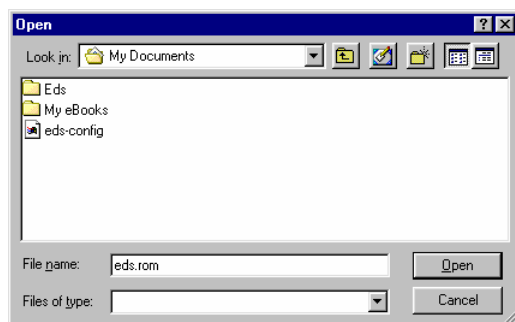 Open
Look in: My Documents
Eds
My eBooks
eds-config
File name: eds.rom Open
Files of type: Cancel